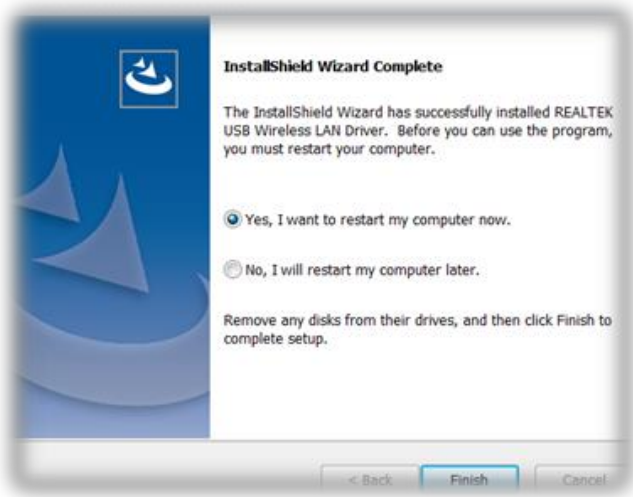 InstallShield Wizard Complete
The InstallShield Wizard has successfully installed REALTEK
USB Wireless LAN Driver. Before you can use the program,
you must restart your computer.
Yes, I want to restart my computer now.
No, I will restart my computer later.
Remove any disks from their drives, and then click Finish to
complete setup.
< Back Finish Cancel